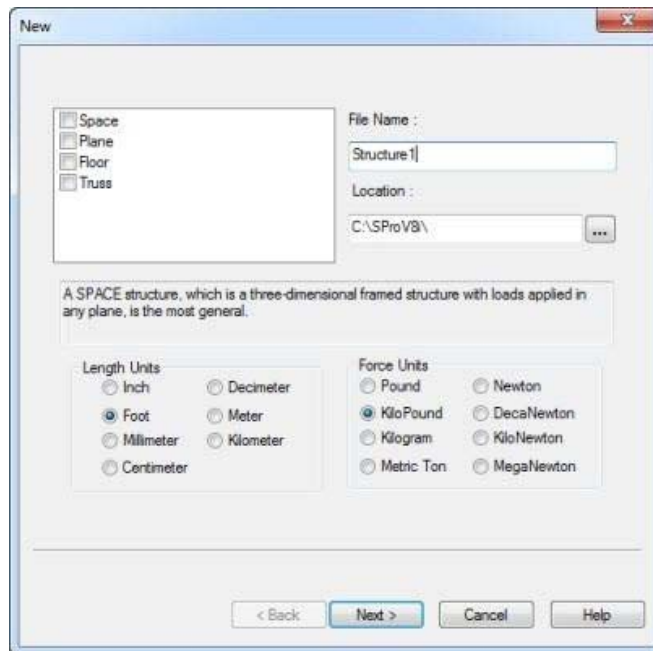 New
Space
Plane
Floor
Truss
File Name :
Structure1
Location :
C:\SProV8i\
...
A SPACE structure, which is a three-dimensional framed structure with loads applied in
any plane, is the most general.
Length Units
Inch
Decimeter
Foot
Meter
Millimeter
Kilometer
Centimeter
Force Units
Pound
Newton
KiloPound
DecaNewton
Kilogram
KiloNewton
Metric Ton
MegaNewton
< Back
Next >
Cancel
Help